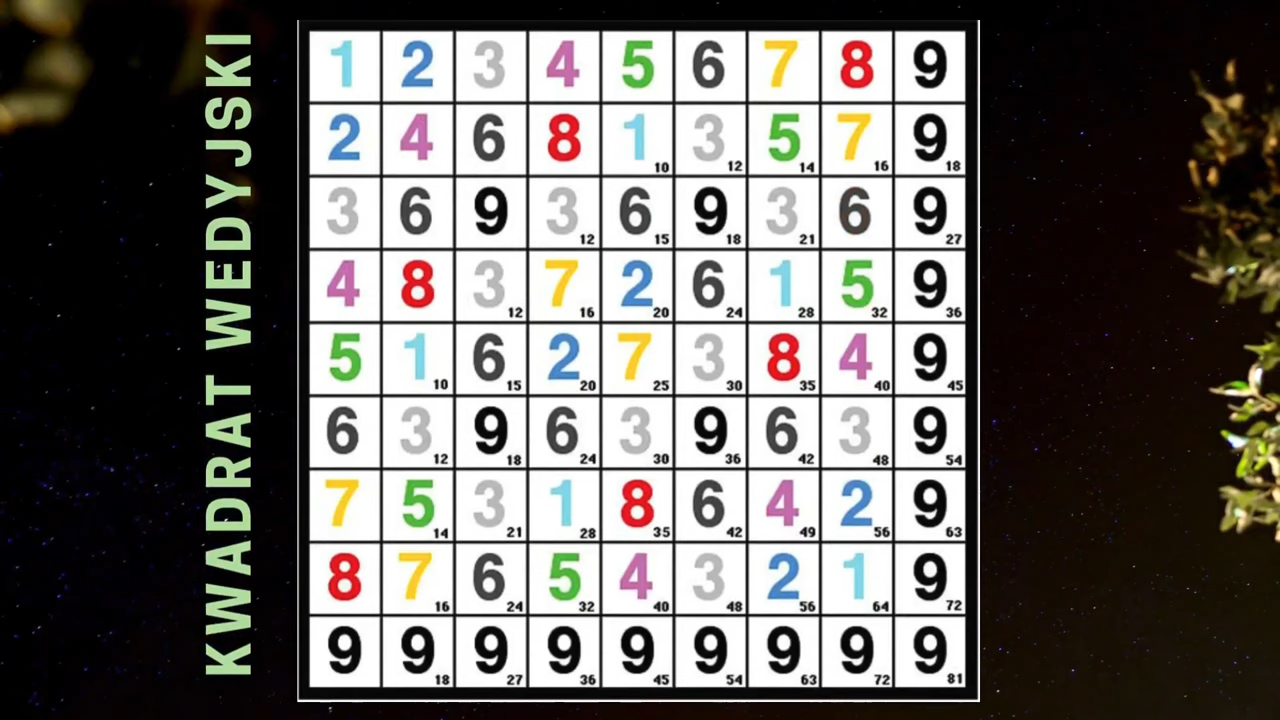 KWADRAT WEDYJSKI
1 2 3 4 5 6 7 8 9
2 4 6 8 1 10 3 12 5 14 7 16 9 18
3 6 9 3 12 6 15 9 18 3 21 6 9 27
4 8 3 12 7 16 2 20 6 24 1 28 5 32 9 36
5 1 10 6 15 2 20 7 25 3 30 8 35 4 40 9 45
6 3 12 9 18 6 24 3 30 9 36 6 42 3 48 9 54
7 5 14 3 21 1 28 8 35 6 42 4 49 2 56 9 63
8 7 16 6 24 5 32 4 40 3 48 2 56 1 64 9 72
9 9 18 9 27 9 36 9 45 9 54 9 63 9 72 9 81